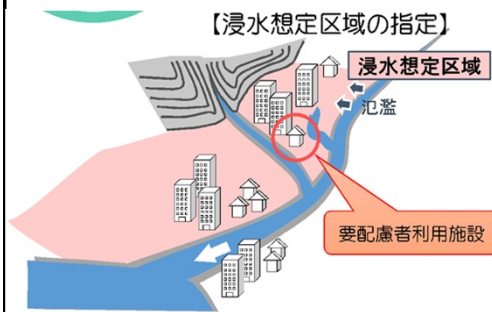 【浸水想定区域の指定】
浸水想定区域
氾濫
要配慮者利用施設